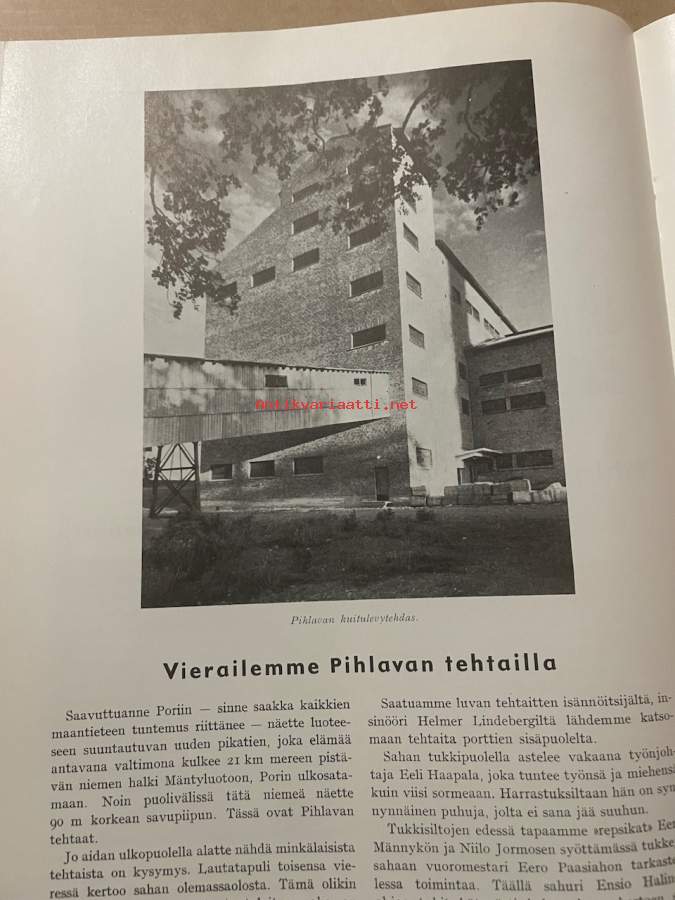 Antikvariaatti.net
Pihlavan kuitulevytehdas.
Vierailemme Pihlavan tehtailla
Saavuttuanne Poriin — sinne saakka kaikkien
maantieteen tuntemus riittänee — näette luotee-
seen suuntautuvan uuden pikatien, joka elämää
antavana valtimona kulkee 21 km mereen pistä-
vän niemen halki Mäntyluotoon, Porin ulkosata-
maan. Noin puolivälissä tätä niemeä näette
90 m korkean savupiipun. Tässä ovat Pihlavan
tehtaat.
Jo aidan ulkopuolella alatte nähdä minkälaisista
tehtaista on kysymys. Lautatapuli toisensa vie-
ressä kertoo sahan olemassaolosta. Tämä olikin
Saatuamme luvan tehtaitten isännöitsijältä, in-
sinööri Helmer Lindebergiltä lähdemme katso-
maan tehtaita porttien sisäpuolelta.
Sahan tukkipuolella astelee vakaana työnjoh-
taja Eeli Haapala, joka tuntee työnsä ja miehensä
kuin viisi sormeaan. Harrastuksiltaan hän on syn
nynnäinen puhuja, jolta ei sana jää suuhun.
Tukkisiltojen edessä tapaamme »repsikat» Eer
Männykön ja Niilo Jormosen syöttämässä tukke
sahaan vuoromestari Eero Paasiahon tarkaste
lessa toimintaa. Täällä sahuri Ensio Halin